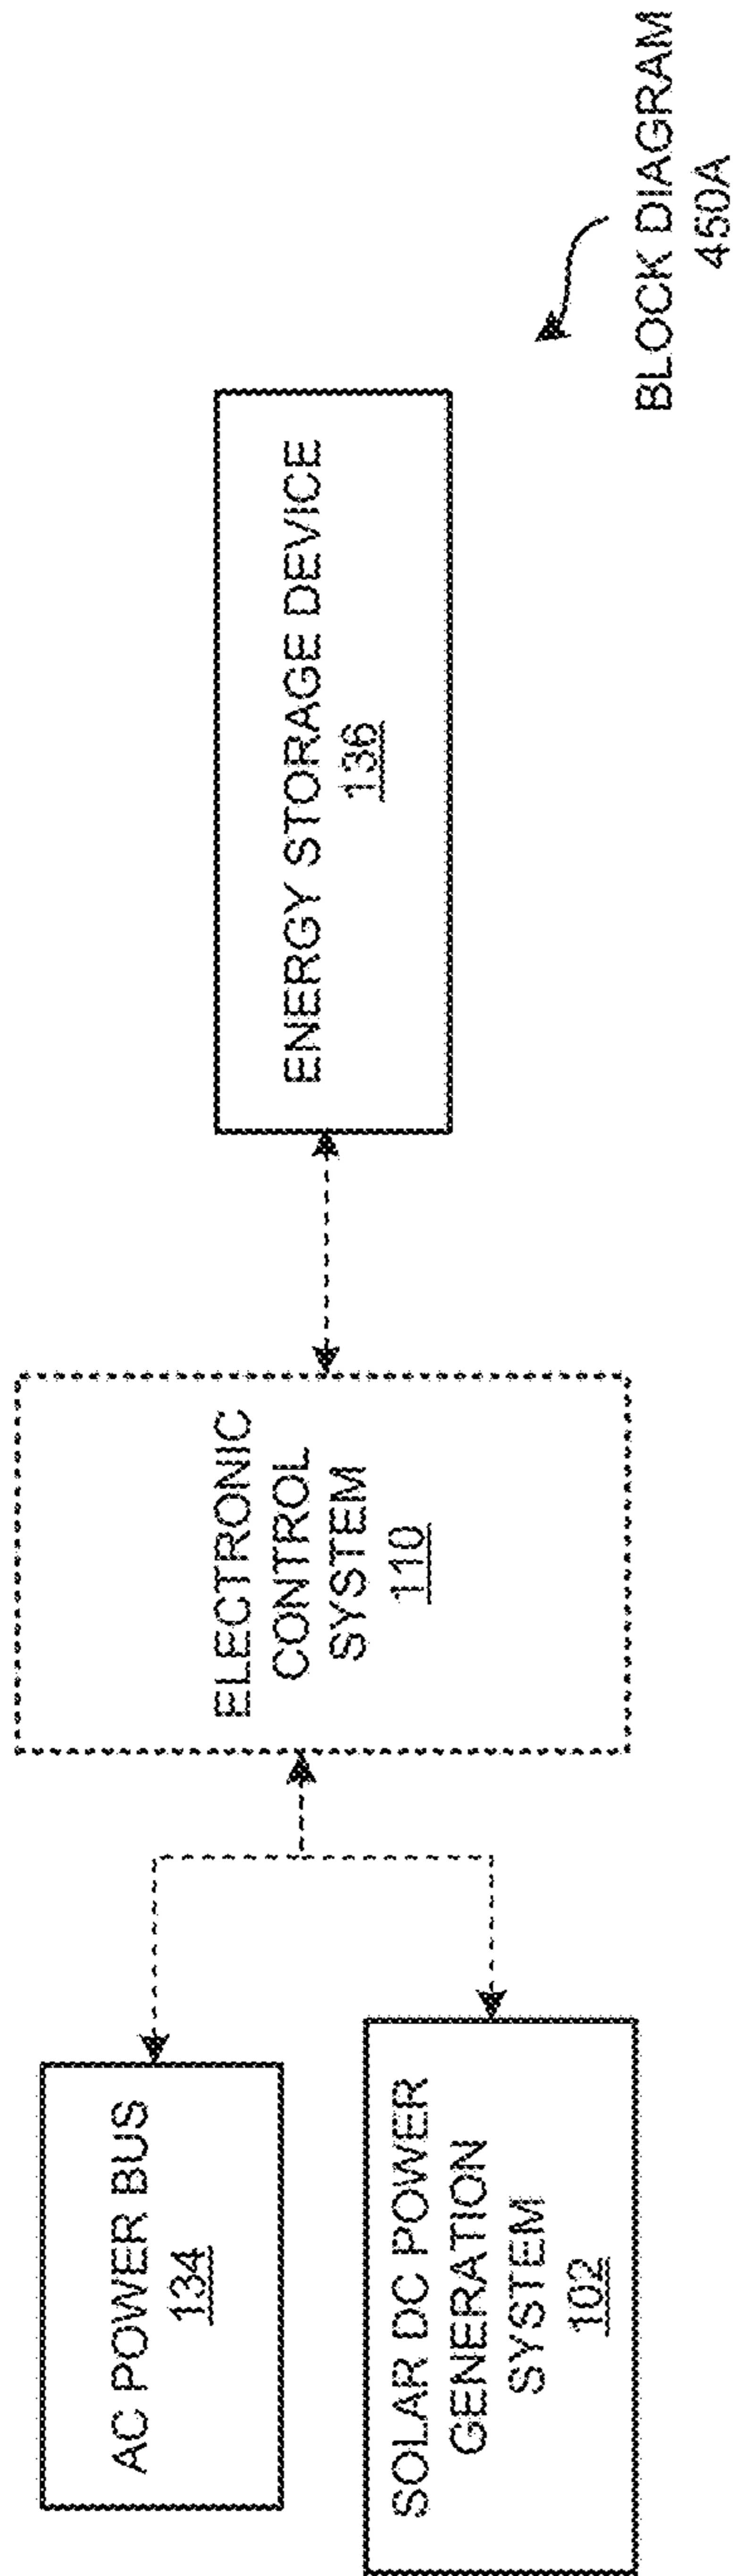 AC POWER BUS
134
SOLAR DC POWER
GENERATION
SYSTEM
102
ELECTRONIC
CONTROL
SYSTEM
110
ENERGY STORAGE DEVICE
136
BLOCK DIAGRAM
450A